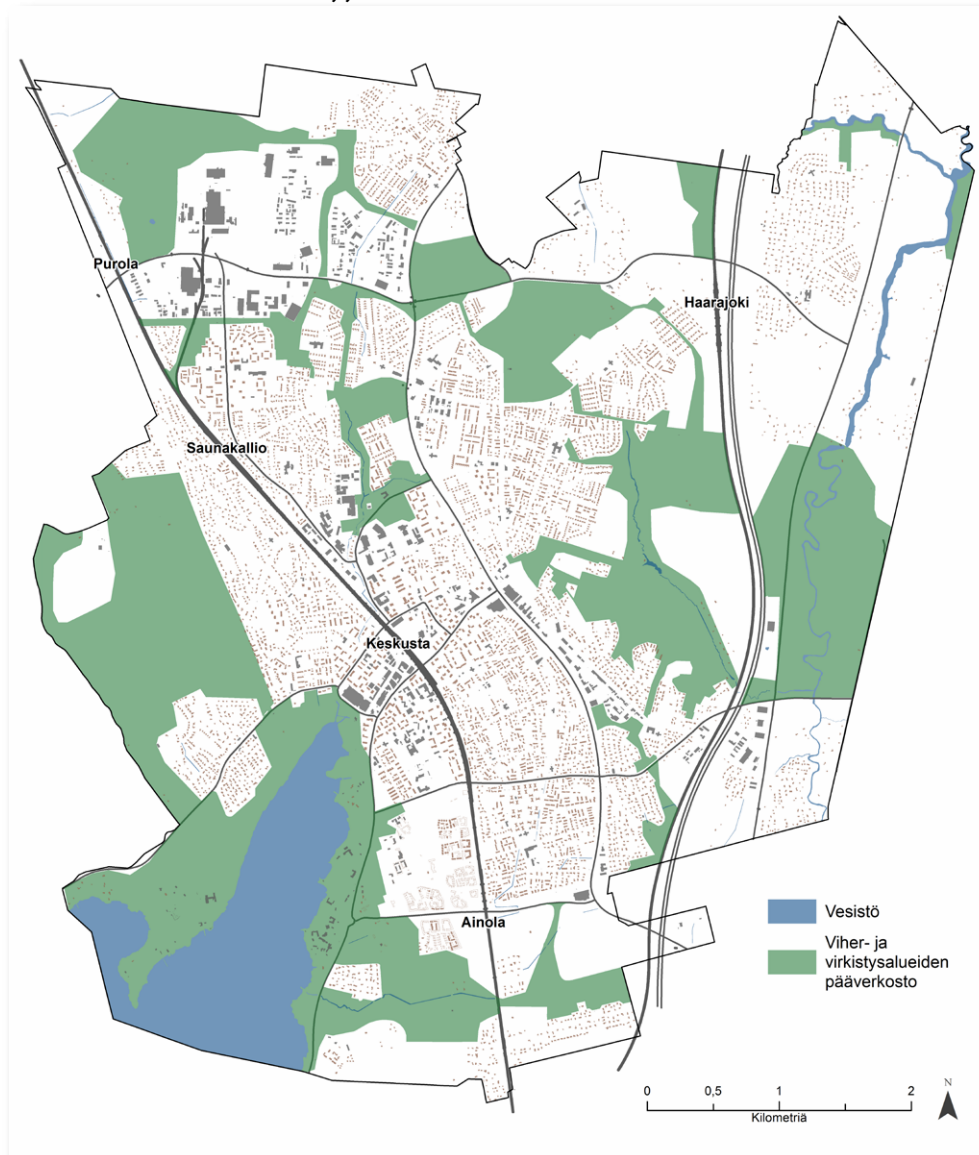 Purola
Haarajoki
Saunakallio
Keskusta
Ainola
Vesistö
Viher- ja
virkistysalueiden
pääverkosto
N
0 0,5 1 2
Kilometriä